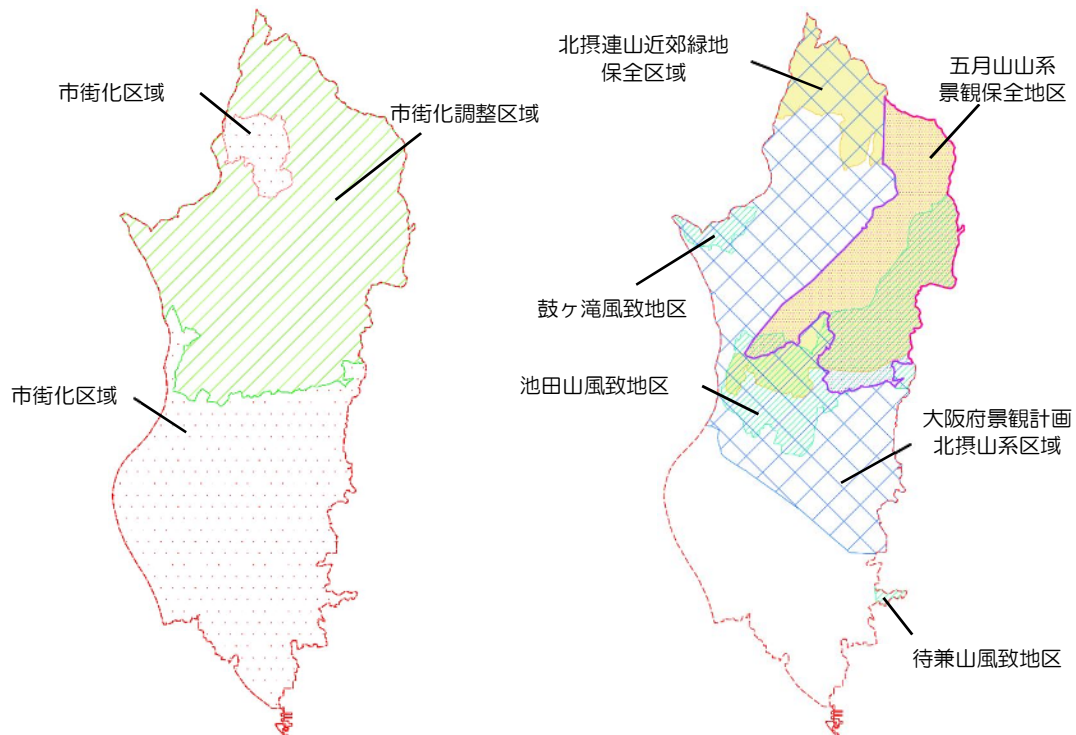 市街化区域
市街化調整区域
市街化区域
北摂連山近郊緑地
保全区域
五月山山系
景観保全地区
鼓ヶ滝風致地区
池田山風致地区
大阪府景観計画
北摂山系区域
待兼山風致地区